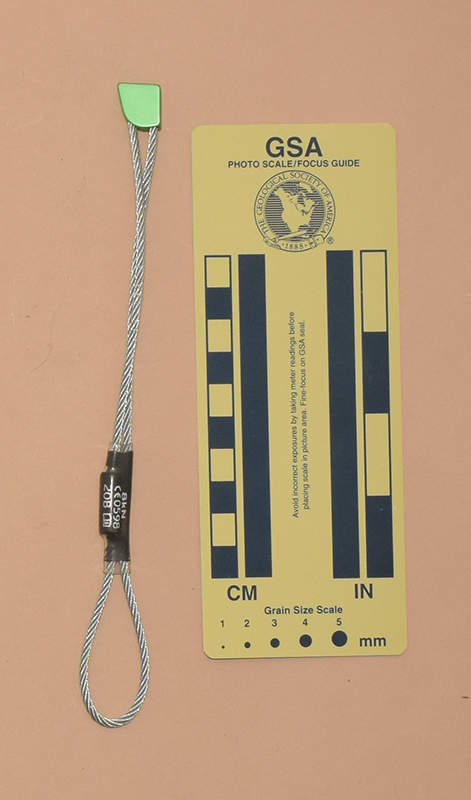 GSA
PHOTO SCALE/FOCUS GUIDE
THE GEOLOGICAL SOCIETY OF AMERICA
1888
®
Avoid incorrect exposures by taking meter readings before
placing scale in picture area. Fine-focus on GSA seal.
CM
IN
Grain Size Scale
1 2 3 4 5
mm
8kN
CE0598
20B